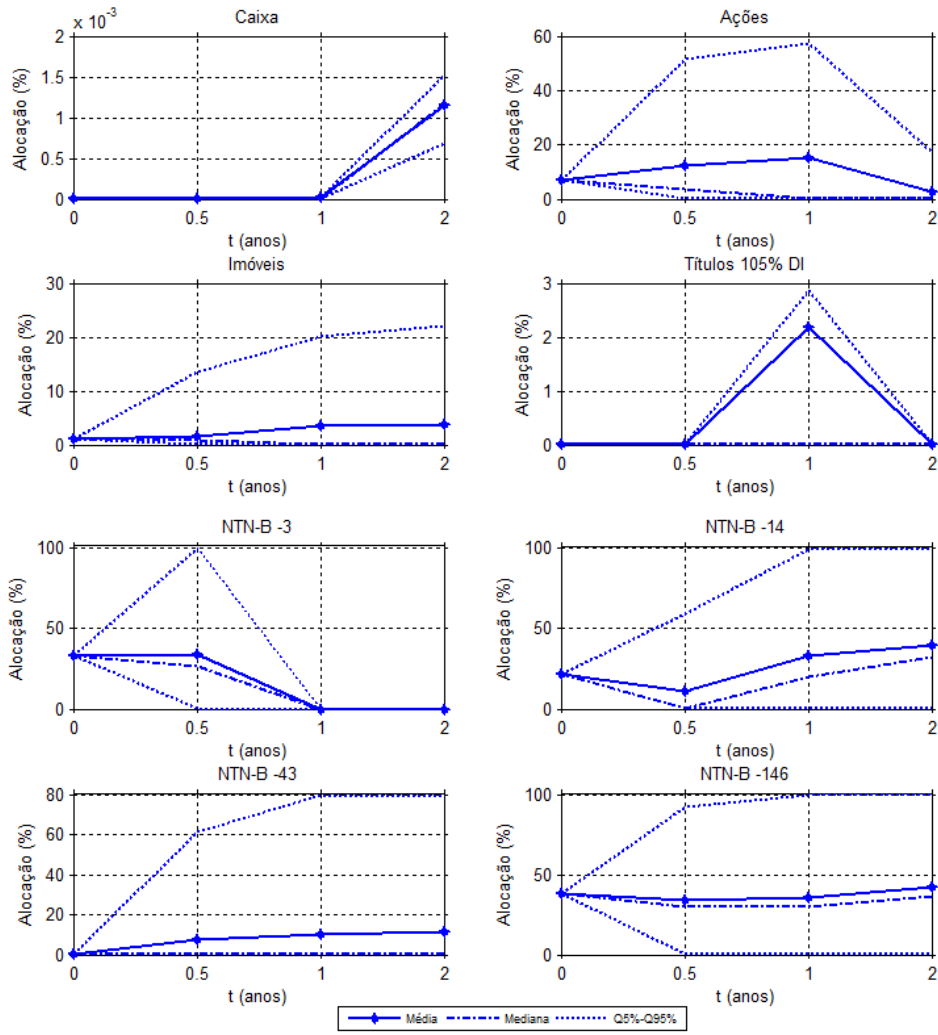 Caixa
x 10-3
2
1.5
1
0.5
0
Alocação (%)
0
0.5
1
2
t (anos)
Ações
60
40
20
0
Alocação (%)
0
0.5
1
2
t (anos)
Imóveis
30
20
10
0
Alocação (%)
0
0.5
1
2
t (anos)
Títulos 105% DI
3
2
1
0
Alocação (%)
0
0.5
1
2
t (anos)
NTN-B -3
100
50
0
Alocação (%)
0
0.5
1
2
t (anos)
NTN-B -14
100
50
0
Alocação (%)
0
0.5
1
2
t (anos)
NTN-B -43
80
60
40
20
0
Alocação (%)
0
0.5
1
2
t (anos)
NTN-B -146
100
50
0
Alocação (%)
0
0.5
1
2
t (anos)
Média
Mediana
Q5%-Q95%